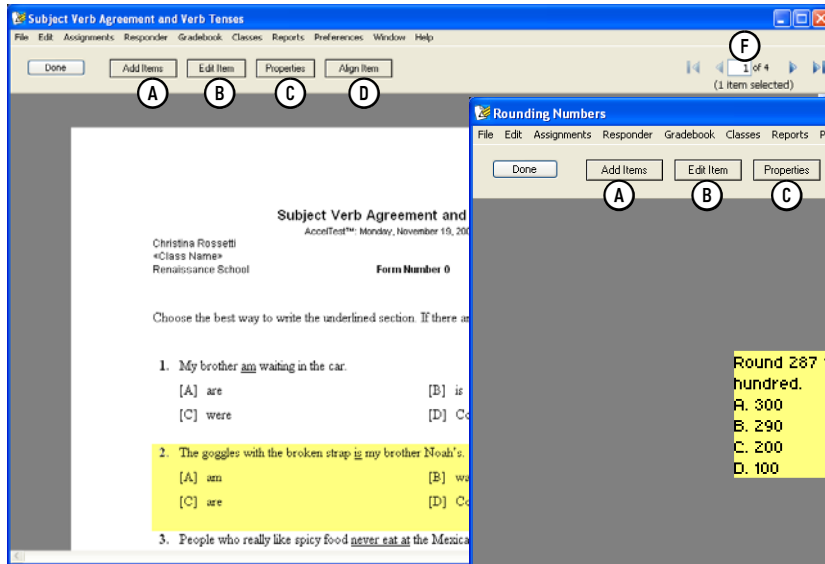 Subject Verb Agreement and Verb Tenses
File Edit Assignments Responder Gradebook Classes Reports Preferences Window Help
Done Add Items Edit Item Properties Align Item
A B C D
F
1 of 4
(1 item selected)
Subject Verb Agreement and
AccelTest™: Monday, November 19, 200
Christina Rossetti
<Class Name>
Renaissance School Form Number 0
Choose the best way to write the underlined section. If there
1. My brother am waiting in the car.
[A] are [B] is
[C] were [D] Co
2. The goggles with the broken strap is my brother Noah's.
[A] am [B] wa
[C] are [D] Co
3. People who really like spicy food never eat at the Mexica
Rounding Numbers
File Edit Assignments Responder Gradebook Classes Reports P
Done Add Items Edit Item Properties
A B C
Round 287
hundred.
A. 300
B. 290
C. 200
D. 100